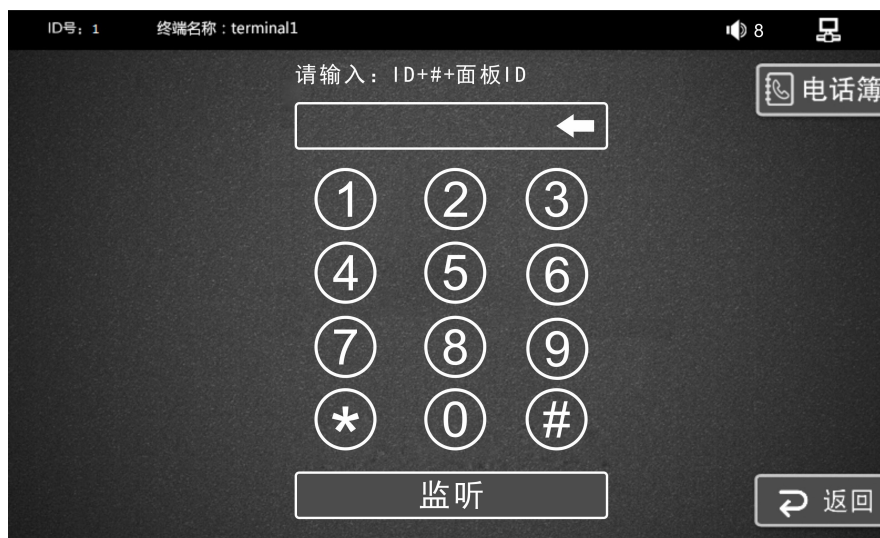 ID号：1 终端名称：terminal1 8
请输入：ID+#+面板ID
电话簿
1 2 3
4 5 6
7 8 9
* 0 #
监听
返回